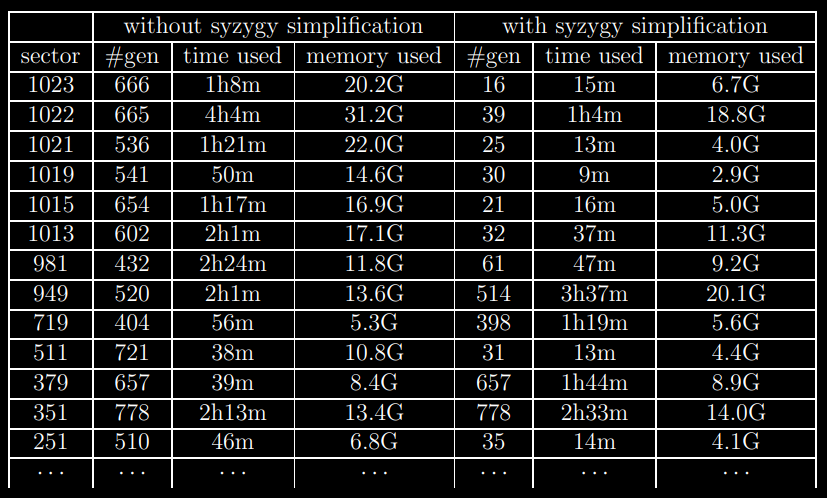 without syzygy simplification with syzygy simplification
sector #gen time used memory used #gen time used memory used
1023 666 1h8m 20.2G 16 15m 6.7G
1022 665 4h4m 31.2G 39 1h4m 18.8G
1021 536 1h21m 22.0G 25 13m 4.0G
1019 541 50m 14.6G 30 9m 2.9G
1015 654 1h17m 16.9G 21 16m 5.0G
1013 602 2h1m 17.1G 32 37m 11.3G
981 432 2h24m 11.8G 61 47m 9.2G
949 520 2h1m 13.6G 514 3h37m 20.1G
719 404 56m 5.3G 398 1h19m 5.6G
511 721 38m 10.8G 31 13m 4.4G
379 657 39m 8.4G 657 1h44m 8.9G
351 778 2h13m 13.4G 778 2h33m 14.0G
251 510 46m 6.8G 35 14m 4.1G
··· ··· ··· ··· ··· ··· ···